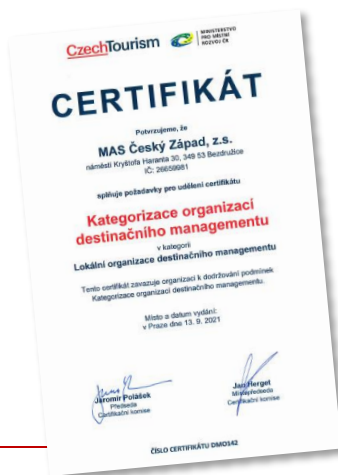 CzechTourism
MINISTERSTVO
PRO MÍSTNÍ
ROZVOJ ČR
CERTIFIKÁT
Potvrzujeme, že
MAS Český Západ, z.s.
náměstí Kryštofa Haranta 30, 349 53 Bezdružice
IČ: 26659981
splňuje požadavky pro udělení certifikátu
Kategorizace organizací
destinačního managementu
v kategorii
Lokální organizace destinačního managementu
Tento certifikát zavazuje organizaci k dodržování podmínek
Kategorizace organizací destinačního managementu.
Místo a datum vydání:
v Praze dne 13. 9. 2021
Jaromír Polášek
Předseda
Certifikační komise
Jan Herget
Místopředseda
Certifikační komise
ČÍSLO CERTIFIKÁTU DMO142